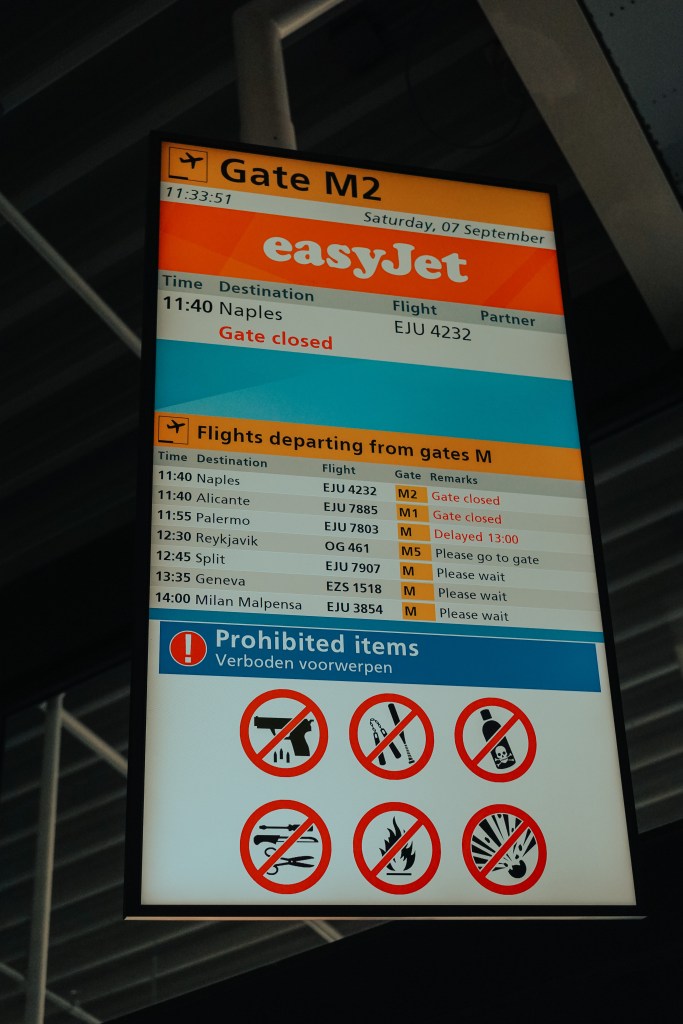 Gate M2
11:33:51
Saturday, 07 September
easyJet
Time Destination Flight Partner
11:40 Naples EJU 4232
Gate closed
Flights departing from gates M
Time Destination Flight Gate Remarks
11:40 Naples EJU 4232 M2 Gate closed
11:40 Alicante EJU 7885 M1 Gate closed
11:55 Palermo EJU 7803 M Delayed 13:00
12:30 Reykjavik OG 461 M5 Please go to gate
12:45 Split EJU 7907 M Please wait
13:35 Geneva EZS 1518 M Please wait
14:00 Milan Malpensa EJU 3854 M Please wait
! Prohibited items
Verboden voorwerpen